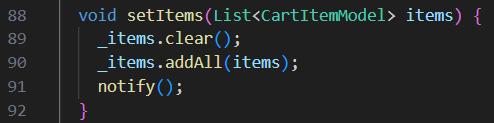 88 void setItems(List<CartItemModel> items) {
89 _items.clear();
90 _items.addAll(items);
91 notify();
92 }